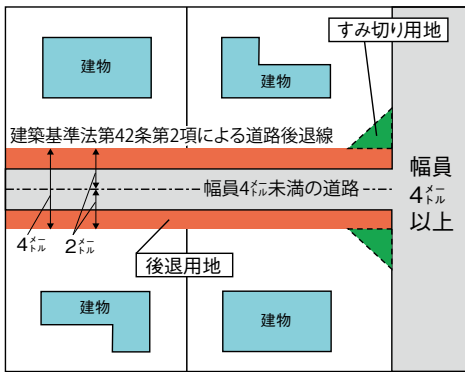 すみ切り用地
建物
建物
建築基準法第42条第2項による道路後退線
幅員4メートル未満の道路
幅員
4メートル
以上
4メートル
2メートル
後退用地
建物
建物